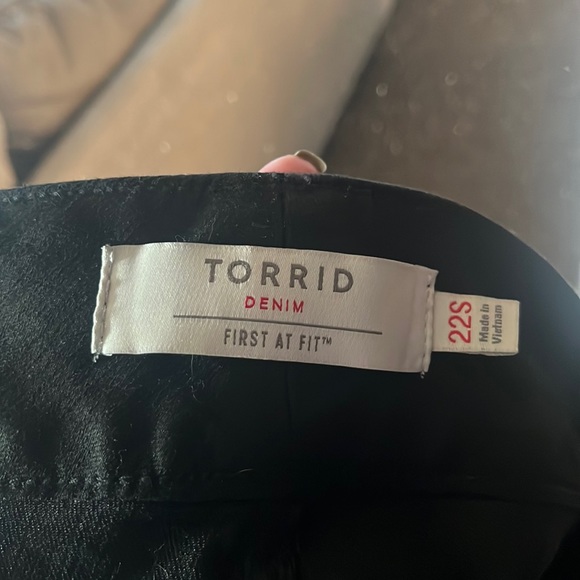 TORRID
DENIM
FIRST AT FIT™
22S
Made in
Vietnam